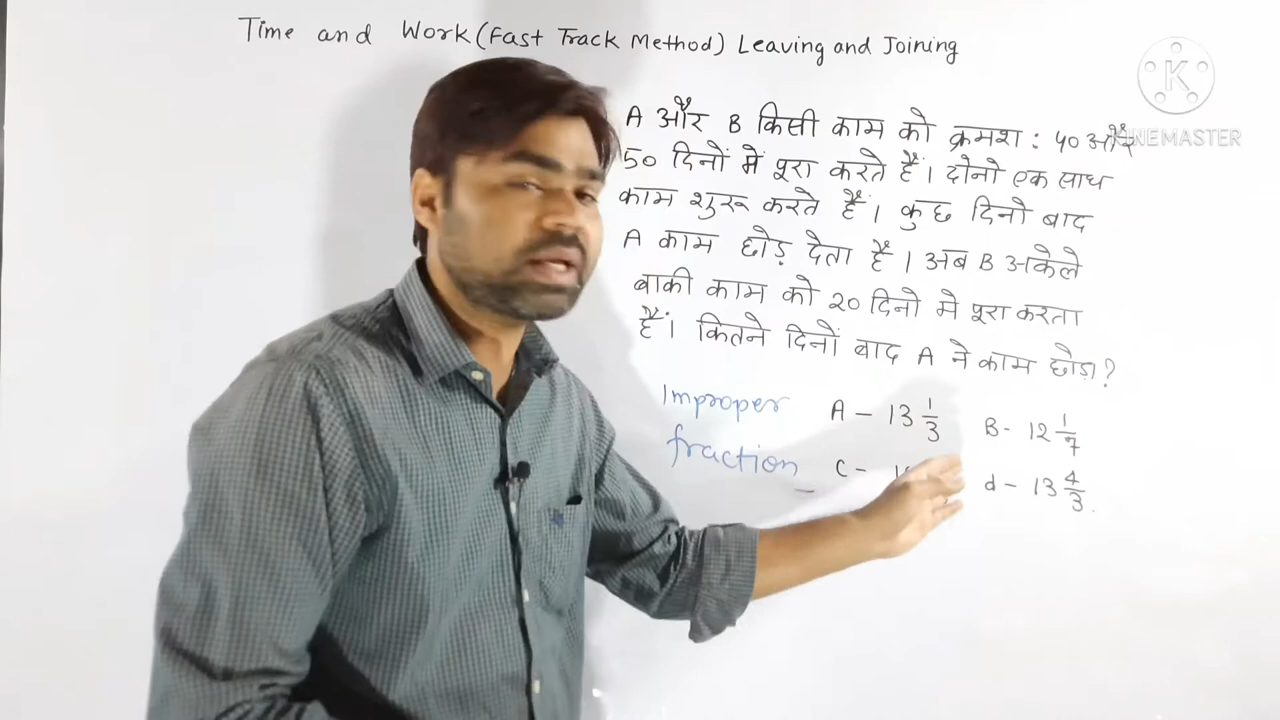 Time and Work (Fast Track Method) Leaving and Joining
K
KINEMASTER
A और B किसी काम को क्रमश: 40 और
50 दिनों में पूरा करते हैं। दोनो एक साथ
काम शुरू करते हैं। कुछ दिनो बाद
A काम छोड़ देता है। अब B अकेले
बाकी काम को 20 दिनो मे पूरा करता
हैं। कितने दिनों बाद A ने काम छोड़ा?
Improper
fraction
A - 13 1/3 B - 12 1/7
C - d - 13 4/3.